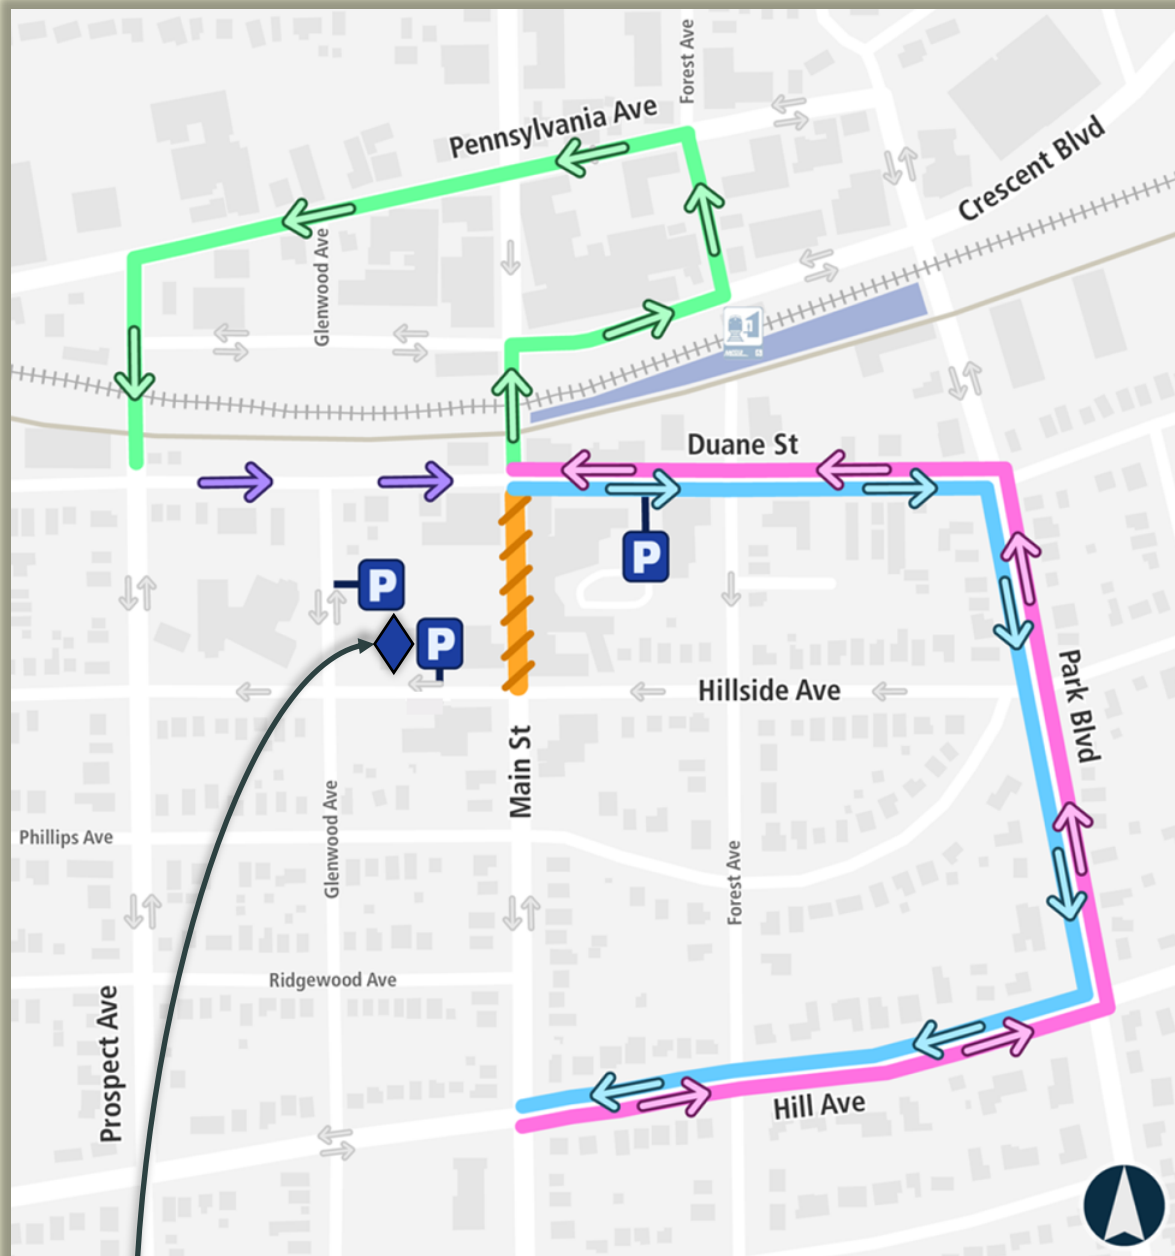 Forest Ave
Pennsylvania Ave
Crescent Blvd
Glenwood Ave
Duane St
P
P
P
Hillside Ave
Park Blvd
Main St
Phillips Ave
Glenwood Ave
Forest Ave
Ridgewood Ave
Prospect Ave
Hill Ave